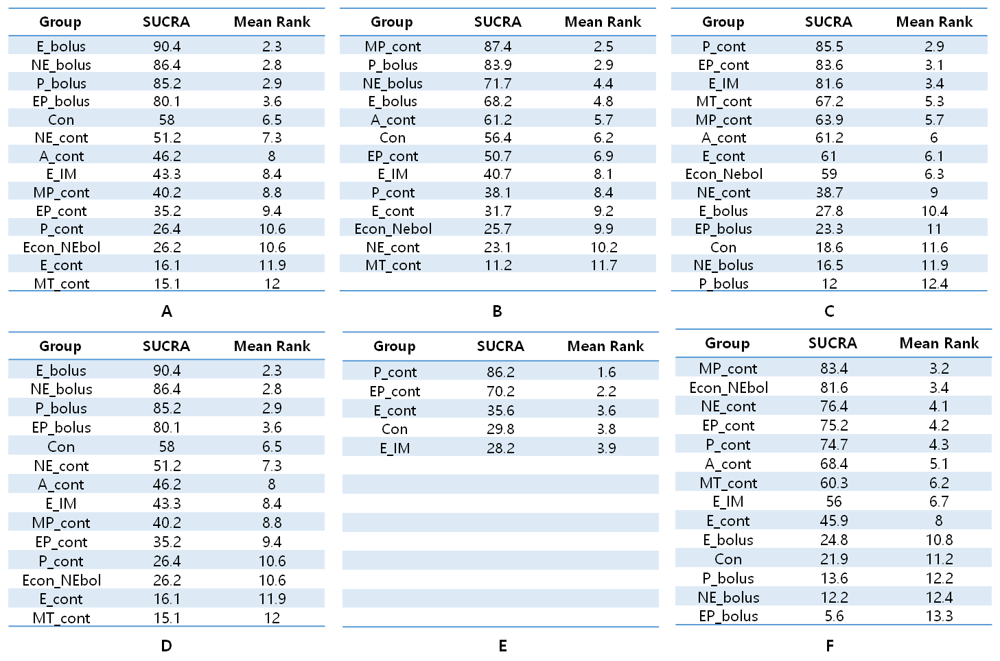 Group SUCRA Mean Rank
E_bolus 90.4 2.3
NE_bolus 86.4 2.8
P_bolus 85.2 2.9
EP_bolus 80.1 3.6
Con 58 6.5
NE_cont 51.2 7.3
A_cont 46.2 8
E_IM 43.3 8.4
MP_cont 40.2 8.8
EP_cont 35.2 9.4
P_cont 26.4 10.6
Econ_NEbol 26.2 10.6
E_cont 16.1 11.9
MT_cont 15.1 12
A
Group SUCRA Mean Rank
MP_cont 87.4 2.5
P_bolus 83.9 2.9
NE_bolus 71.7 4.4
E_bolus 68.2 4.8
A_cont 61.2 5.7
Con 56.4 6.2
EP_cont 50.7 6.9
E_IM 40.7 8.1
P_cont 38.1 8.4
E_cont 31.7 9.2
Econ_Nebol 25.7 9.9
NE_cont 23.1 10.2
MT_cont 11.2 11.7
B
Group SUCRA Mean Rank
P_cont 85.5 2.9
EP_cont 83.6 3.1
E_IM 81.6 3.4
MT_cont 67.2 5.3
MP_cont 63.9 5.7
A_cont 61.2 6
E_cont 61 6.1
Econ_Nebol 59 6.3
NE_cont 38.7 9
E_bolus 27.8 10.4
EP_bolus 23.3 11
Con 18.6 11.6
NE_bolus 16.5 11.9
P_bolus 12 12.4
C
Group SUCRA Mean Rank
E_bolus 90.4 2.3
NE_bolus 86.4 2.8
P_bolus 85.2 2.9
EP_bolus 80.1 3.6
Con 58 6.5
NE_cont 51.2 7.3
A_cont 46.2 8
E_IM 43.3 8.4
MP_cont 40.2 8.8
EP_cont 35.2 9.4
P_cont 26.4 10.6
Econ_NEbol 26.2 10.6
E_cont 16.1 11.9
MT_cont 15.1 12
D
Group SUCRA Mean Rank
P_cont 86.2 1.6
EP_cont 70.2 2.2
E_cont 35.6 3.6
Con 29.8 3.8
E_IM 28.2 3.9
E
Group SUCRA Mean Rank
MP_cont 83.4 3.2
Econ_NEbol 81.6 3.4
NE_cont 76.4 4.1
EP_cont 75.2 4.2
P_cont 74.7 4.3
A_cont 68.4 5.1
MT_cont 60.3 6.2
E_IM 56 6.7
E_cont 45.9 8
E_bolus 24.8 10.8
Con 21.9 11.2
P_bolus 13.6 12.2
NE_bolus 12.2 12.4
EP_bolus 5.6 13.3
F